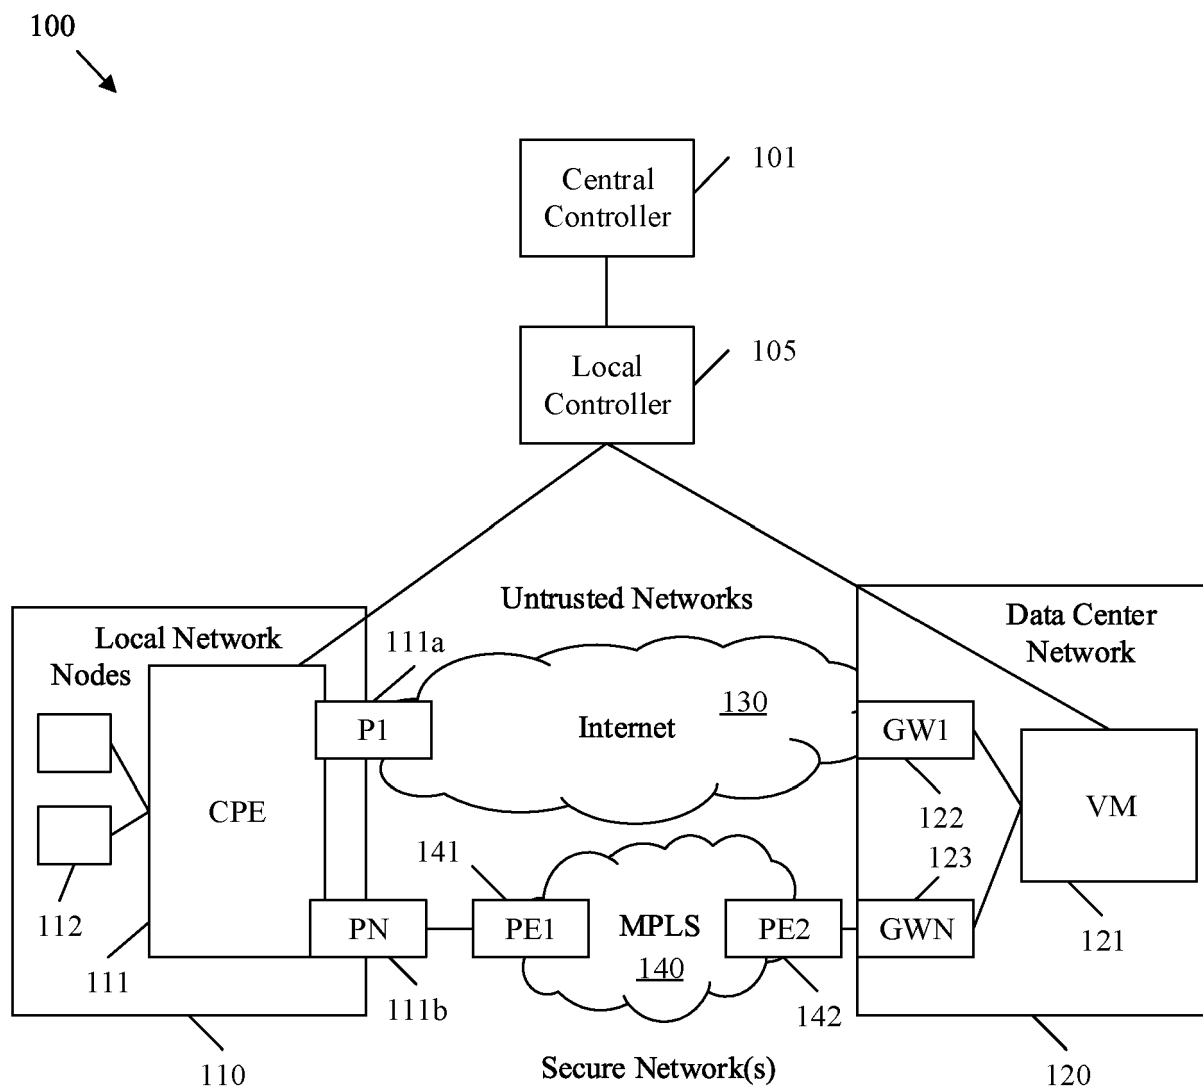 100
101
Central
Controller
105
Local
Controller
Untrusted Networks
Data Center
Network
Local Network
Nodes
111a
130
P1
Internet
GW1
CPE
VM
122
141
123
112
PN
PE1
MPLS
PE2
GWN
121
111
140
111b
142
110
Secure Network(s)
120